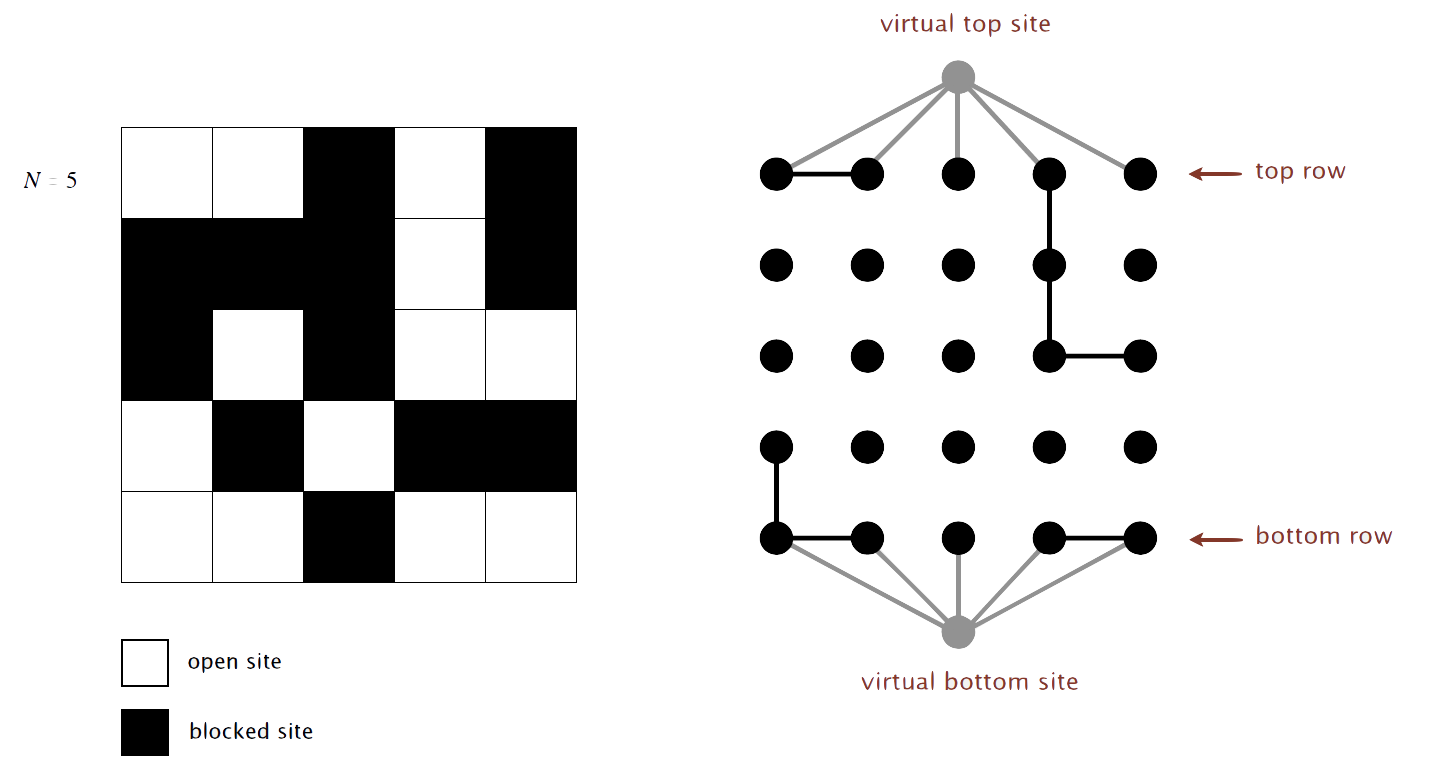 virtual top site
N = 5
top row
bottom row
open site
virtual bottom site
blocked site